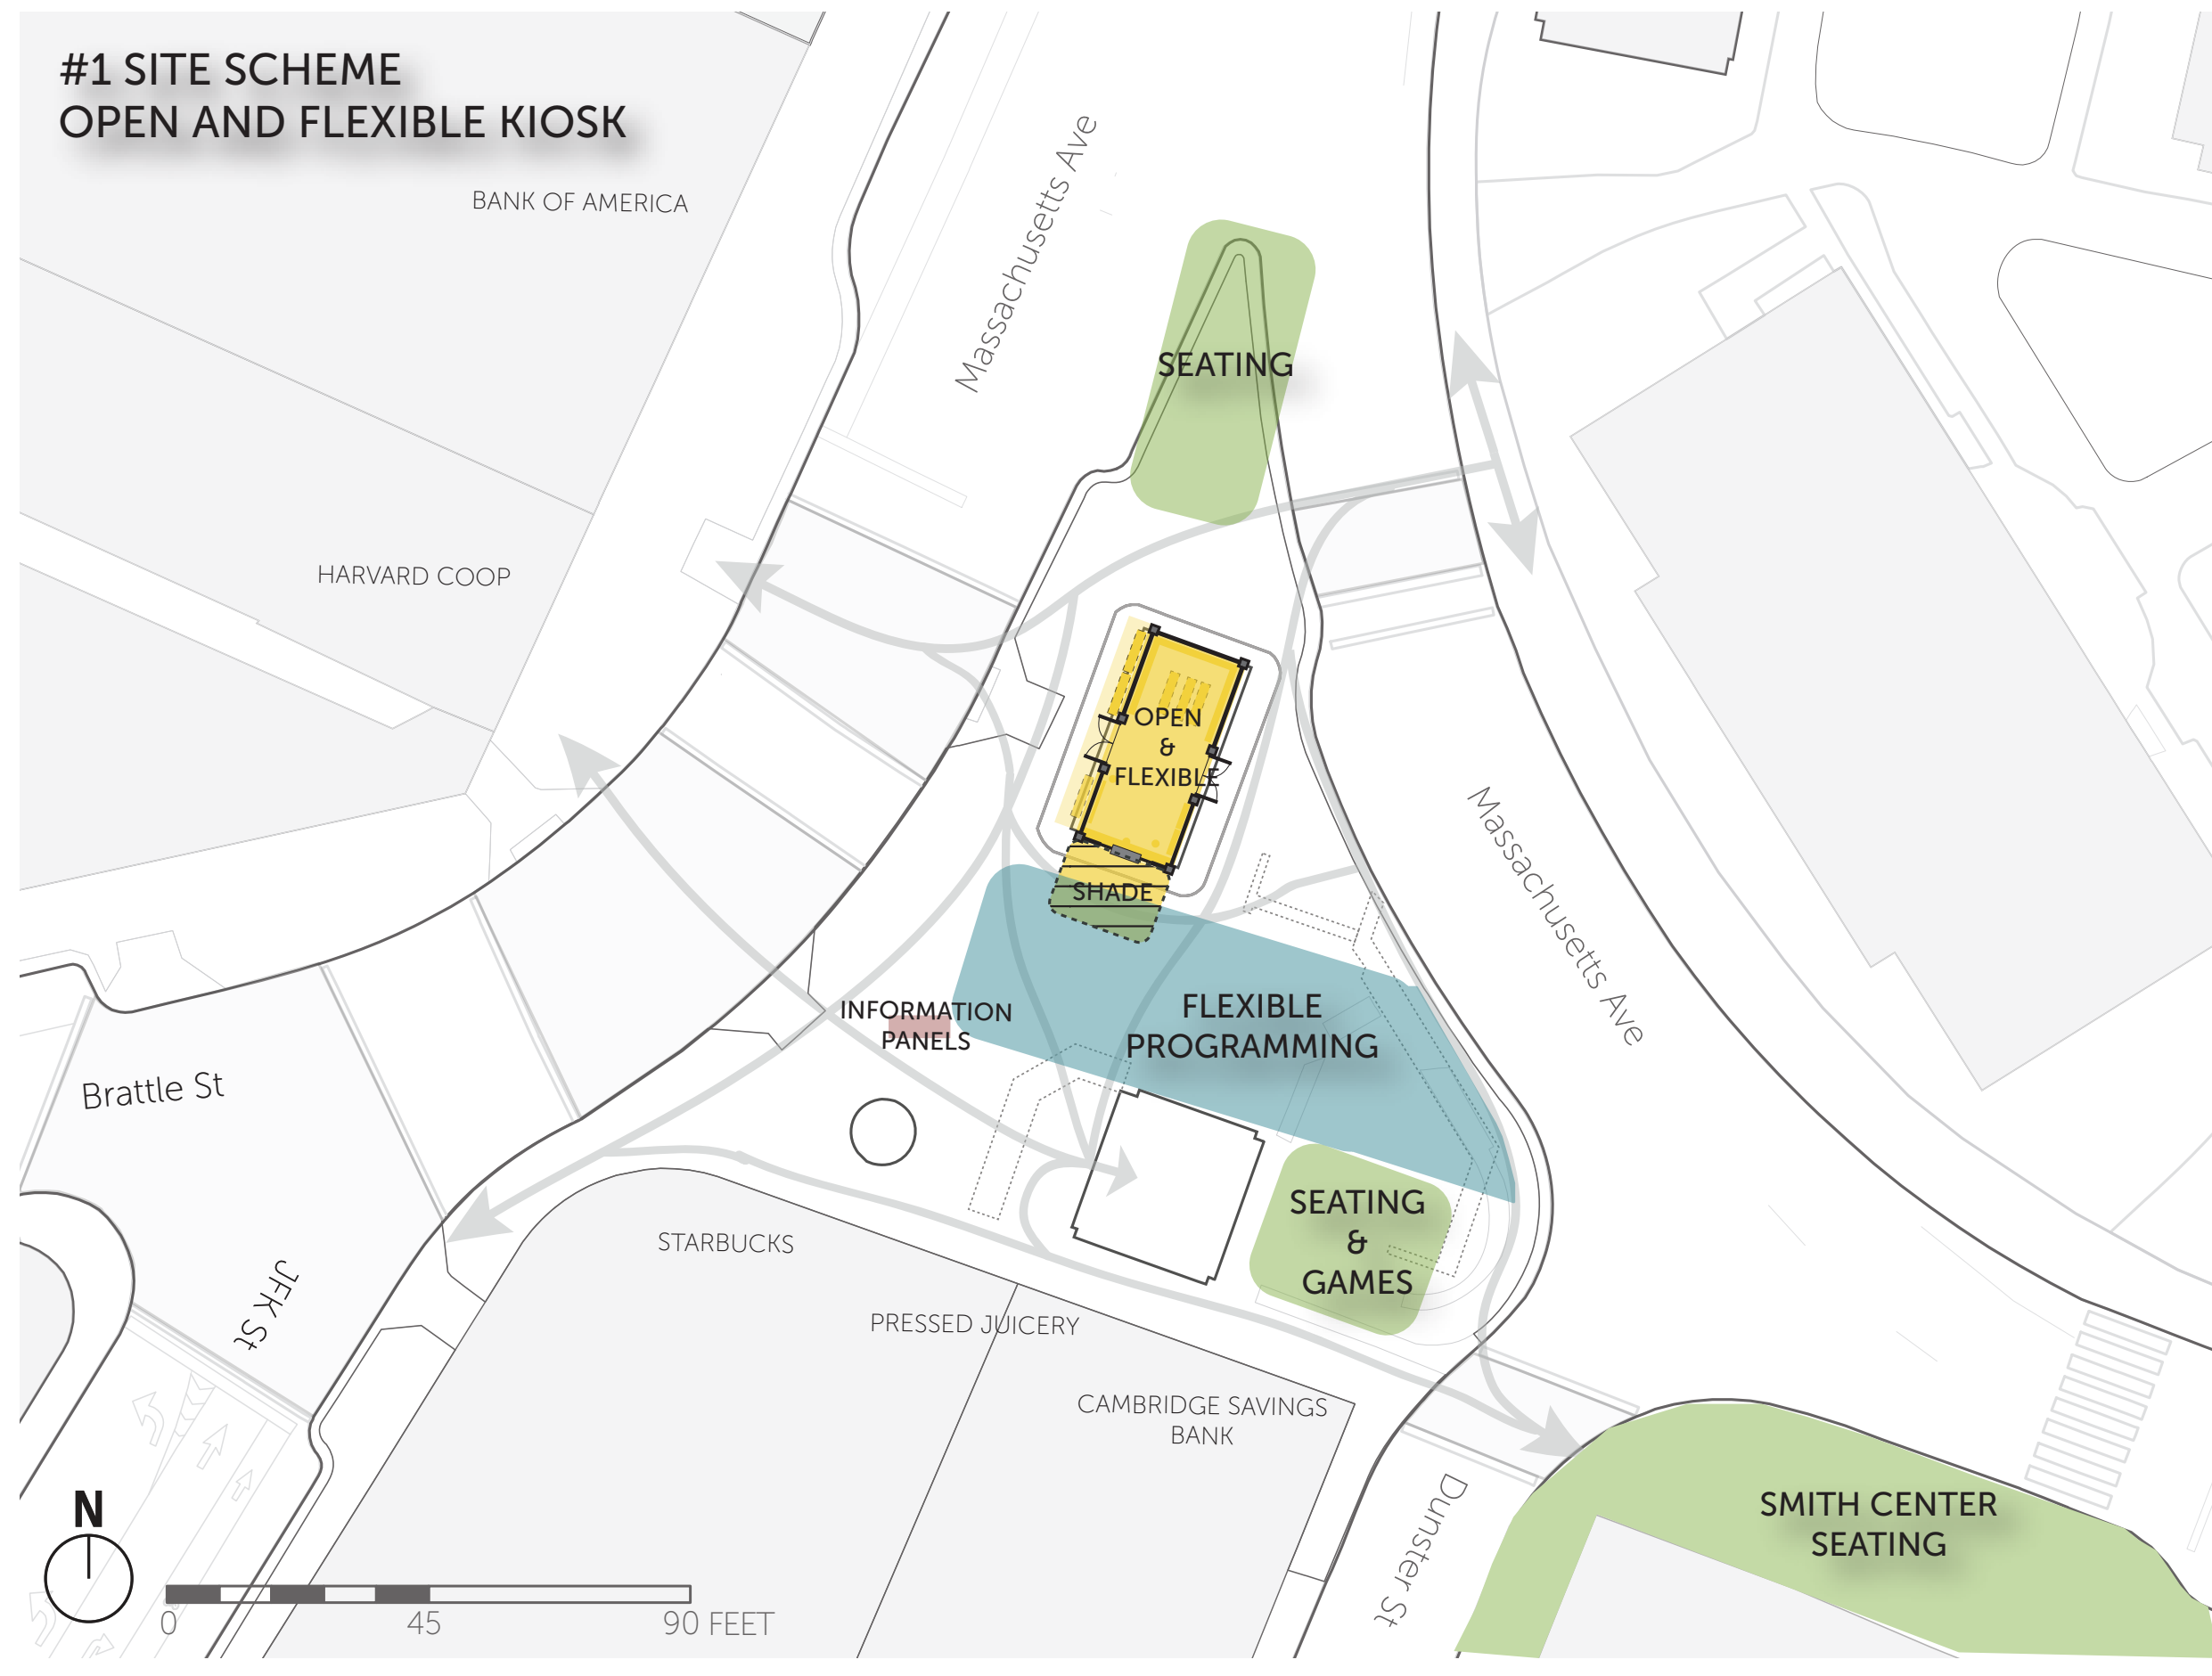 #1 SITE SCHEME
OPEN AND FLEXIBLE KIOSK
BANK OF AMERICA
Massachusetts Ave
SEATING
HARVARD COOP
OPEN
&
FLEXIBLE
SHADE
Massachusetts Ave
INFORMATION
PANELS
FLEXIBLE
PROGRAMMING
Brattle St
SEATING
&
GAMES
STARBUCKS
JFK St
PRESSED JUICERY
CAMBRIDGE SAVINGS
BANK
Dunster St
SMITH CENTER
SEATING
N
0 45 90 FEET